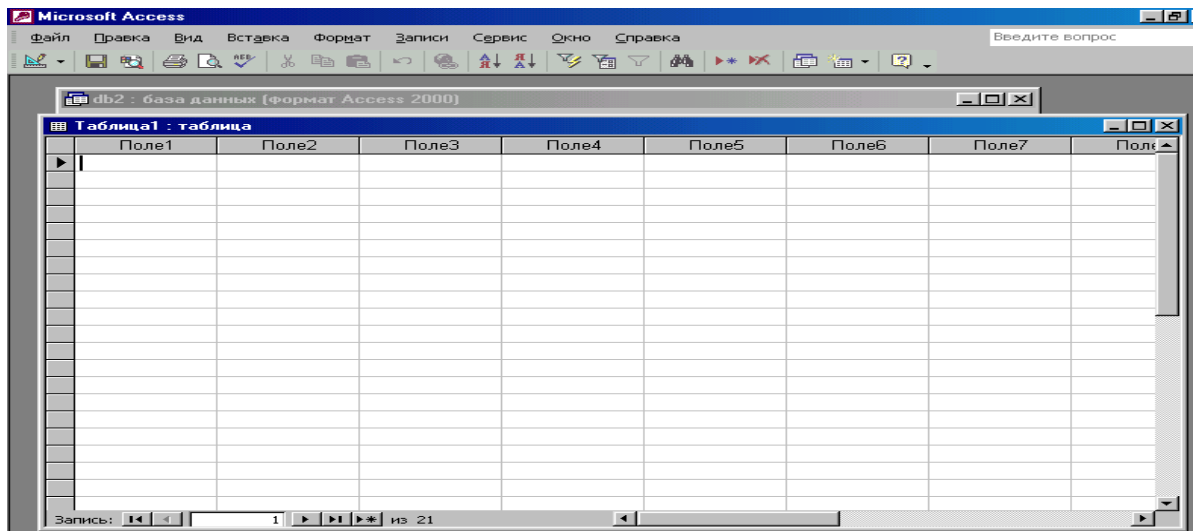 Microsoft Access
Файл Правка Вид Вставка Формат Записи Сервис Окно Справка Введите вопрос
db2 : база данных (формат Access 2000)
Таблица1 : таблица
Поле1 Поле2 Поле3 Поле4 Поле5 Поле6 Поле7 Поле
Запись: 1 из 21